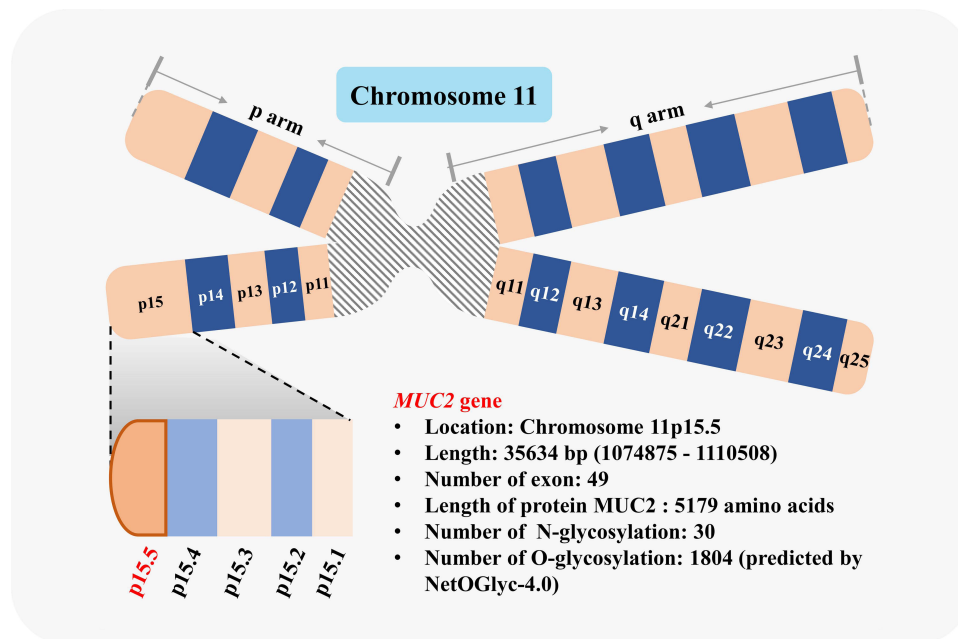 Chromosome 11
p arm
q arm
p15
p14
p13
p12
p11
q11
q12
q13
q14
q21
q22
q23
q24
q25
p15.5
p15.4
p15.3
p15.2
p15.1
MUC2 gene
• Location: Chromosome 11p15.5
• Length: 35634 bp (1074875 - 1110508)
• Number of exon: 49
• Length of protein MUC2 : 5179 amino acids
• Number of N-glycosylation: 30
• Number of O-glycosylation: 1804 (predicted by
NetOGlyc-4.0)